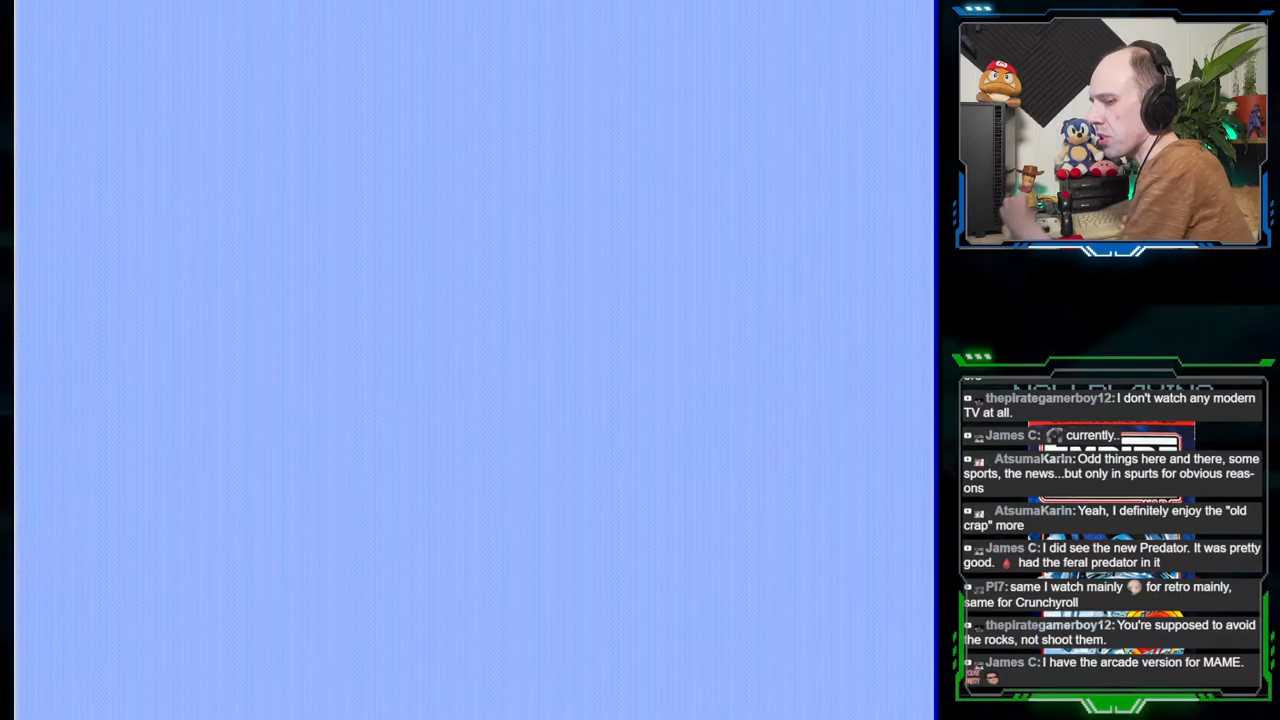 thepirategamerboy12: I don't watch any modern
TV at all.
James C: currently..
AtsumaKarin: Odd things here and there, some
sports, the news...but only in spurts for obvious reas-
ons
AtsumaKarin: Yeah, I definitely enjoy the "old
crap" more
James C: I did see the new Predator. It was pretty
good. had the feral predator in it
PI7: same I watch mainly for retro mainly,
same for Crunchyroll
thepirategamerboy12: You're supposed to avoid
the rocks, not shoot them.
James C: I have the arcade version for MAME.